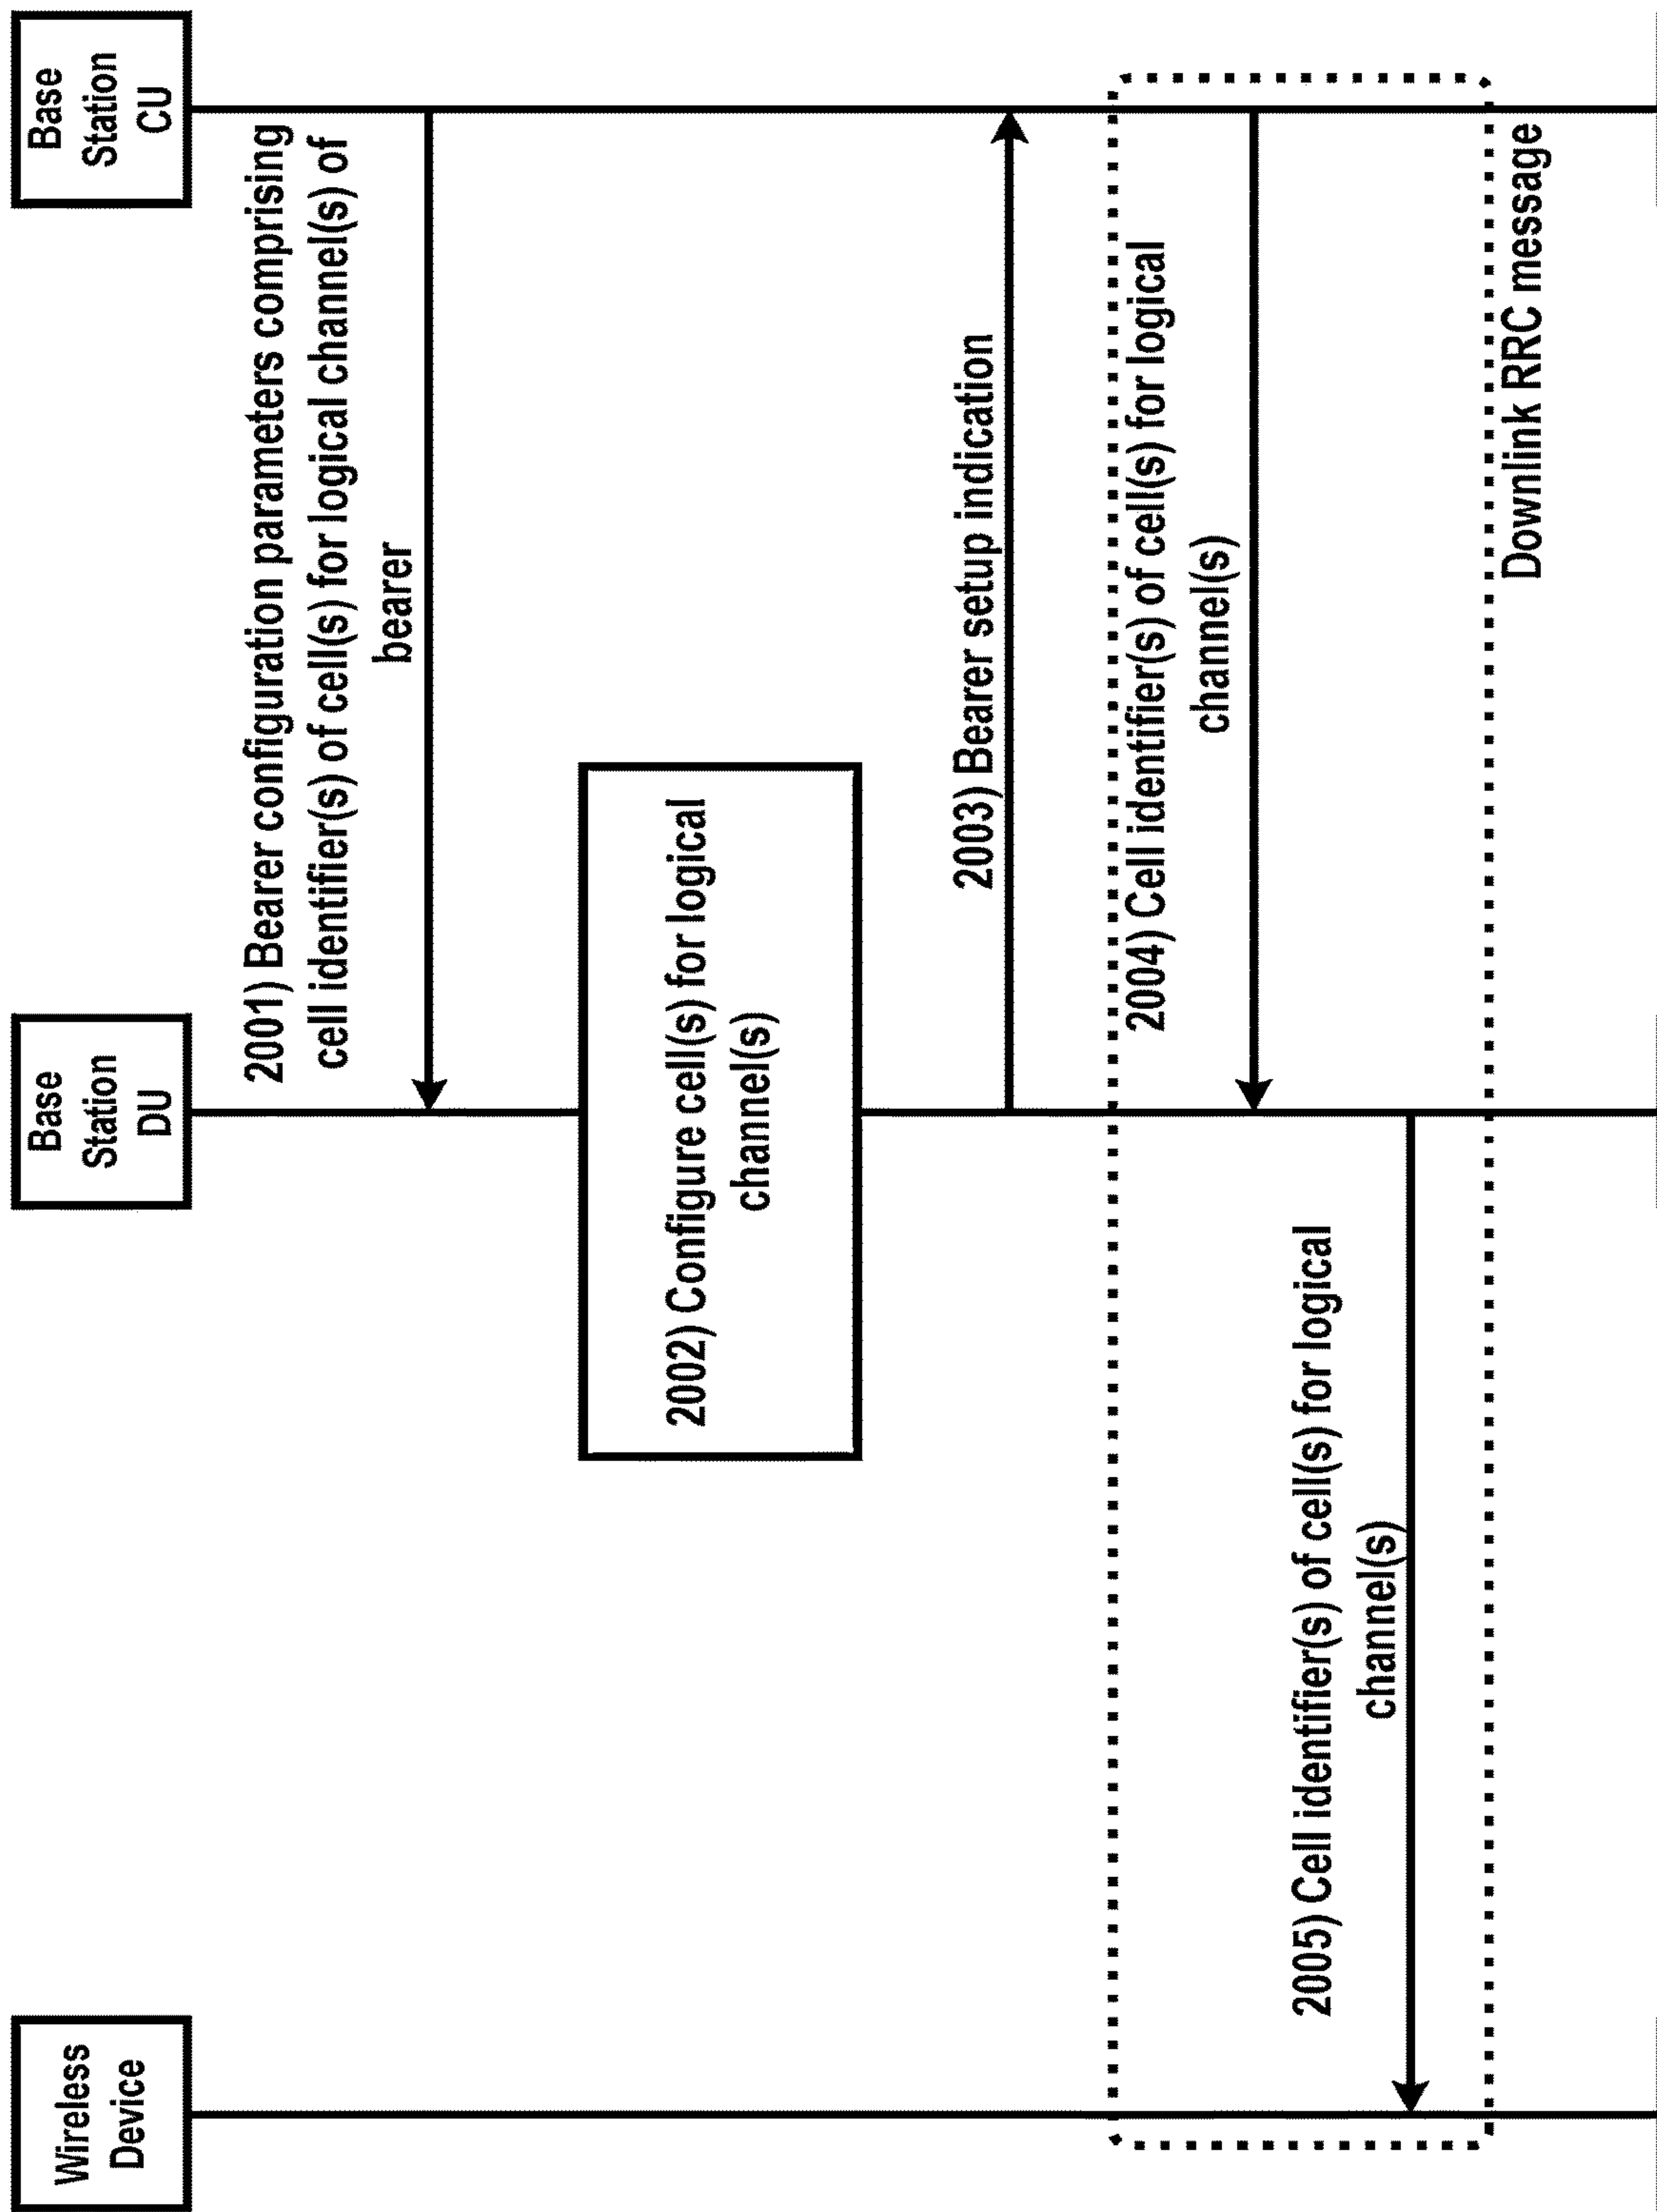 Wireless
Device
Base
Station
DU
Base
Station
CU
2001) Bearer configuration parameters comprising
cell identifier(s) of cell(s) for logical channel(s) of
bearer
2002) Configure cell(s) for logical
channel(s)
2003) Bearer setup indication
2004) Cell identifier(s) of cell(s) for logical
channel(s)
2005) Cell identifier(s) of cell(s) for logical
channel(s)
Downlink RRC message